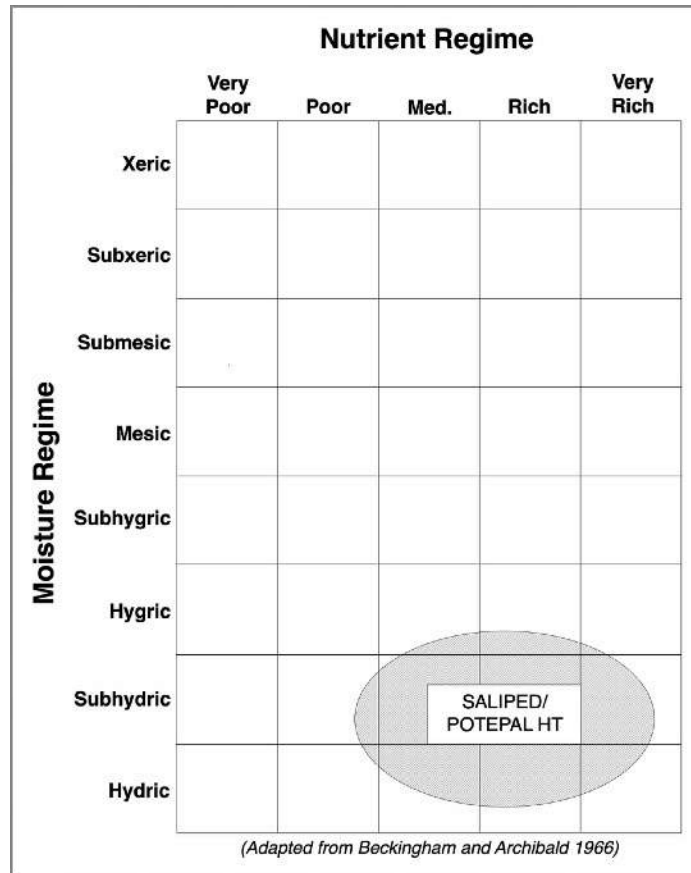 Nutrient Regime
Very
Poor
Poor
Med.
Rich
Very
Rich
Moisture Regime
Xeric
Subxeric
Submesic
Mesic
Subhygric
Hygric
Subhydric
Hydric
SALIPED/
POTEPAL HT
(Adapted from Beckingham and Archibald 1966)